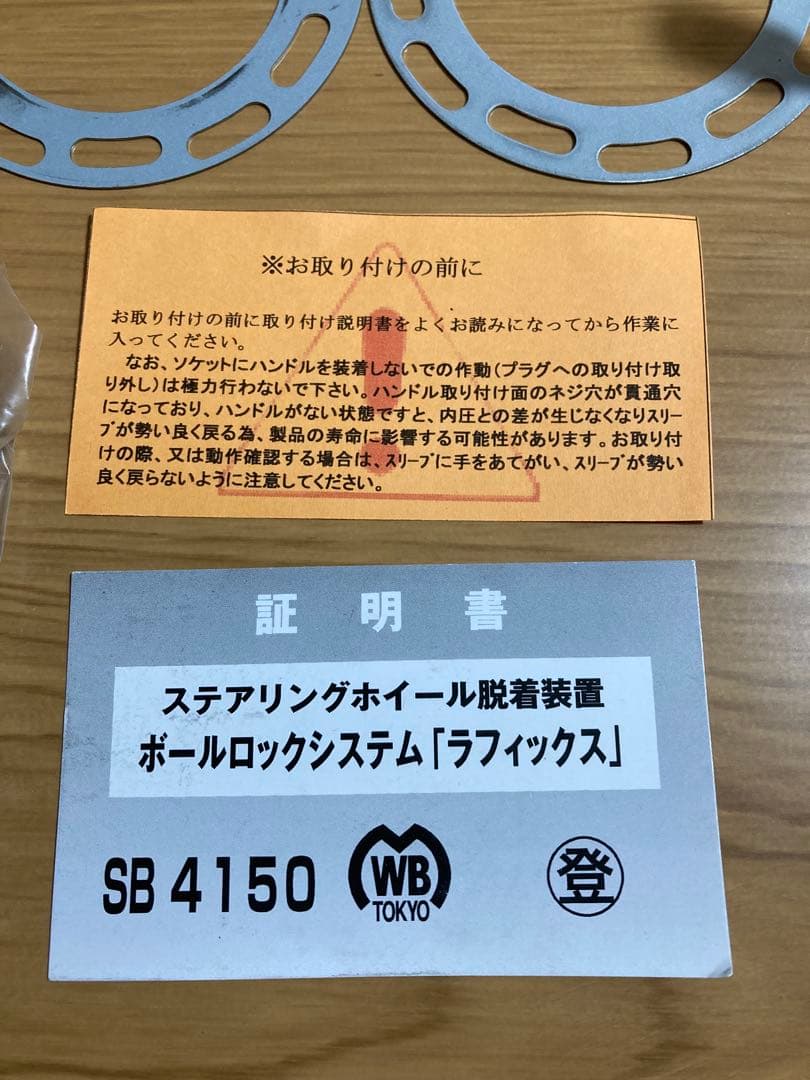 ※お取り付けの前に
お取り付けの前に取り付け説明書をよくお読みになってから作業に
入ってください。
なお、ソケットにハンドルを装着しないでの作動（プラグへの取り付け取
り外し）は極力行わないで下さい。ハンドル取り付け面のネジ穴が貫通穴
になっており、ハンドルがない状態ですと、内圧との差が生じなくなりｽﾘｰ
ﾌﾞが勢い良く戻る為、製品の寿命に影響する可能性があります。お取り付
けの際、又は動作確認する場合は、ｽﾘｰﾌﾞに手をあてがい、ｽﾘｰﾌﾞが勢い
良く戻らないように注意してください。
証明書
ステアリングホイール脱着装置
ボールロックシステム「ラフィックス」
SB 4150
WB
TOKYO
登